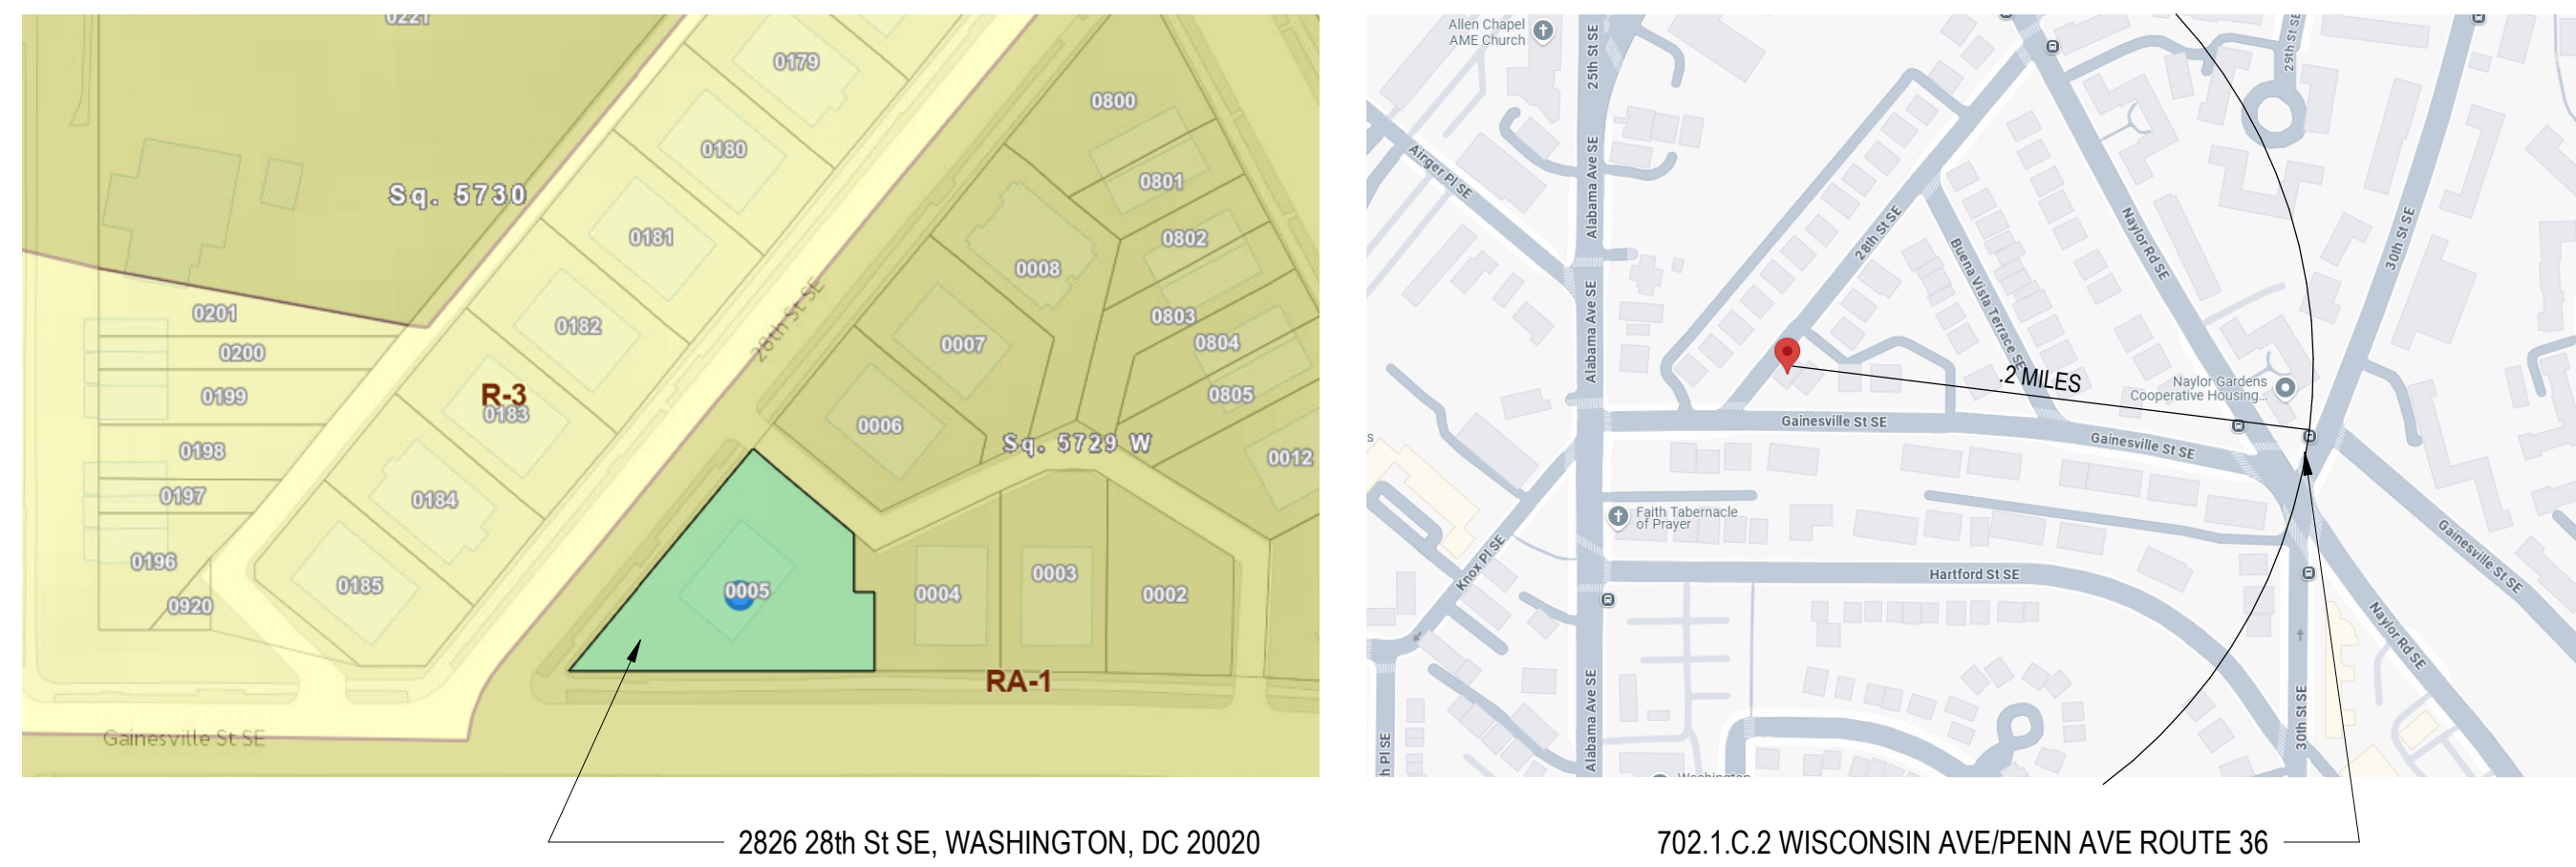 0221
0179
0180
0181
0182
0183
0184
0185
Sq. 5730
R-3
0201
0200
0199
0198
0197
0196
0920
28th St SE
0800
0801
0802
0803
0804
0805
0012
0008
0007
0006
Sq. 5729 W
0005
0004
0003
0002
RA-1
Gainesville St SE
2826 28th St SE, WASHINGTON, DC 20020
Allen Chapel
AME Church
25th St SE
29th St SE
Airger Pl SE
Alabama Ave SE
28th St SE
Naylor Rd SE
30th St SE
Buena Vista Terrace SE
Alabama Ave SE
.2 MILES
Naylor Gardens
Cooperative Housing...
Gainesville St SE
Gainesville St SE
s
Faith Tabernacle
of Prayer
Knox Pl SE
Hartford St SE
Gainesville St SE
Naylor Rd SE
Alabama Ave SE
30th St SE
h Pl SE
Washington
702.1.C.2 WISCONSIN AVE/PENN AVE ROUTE 36